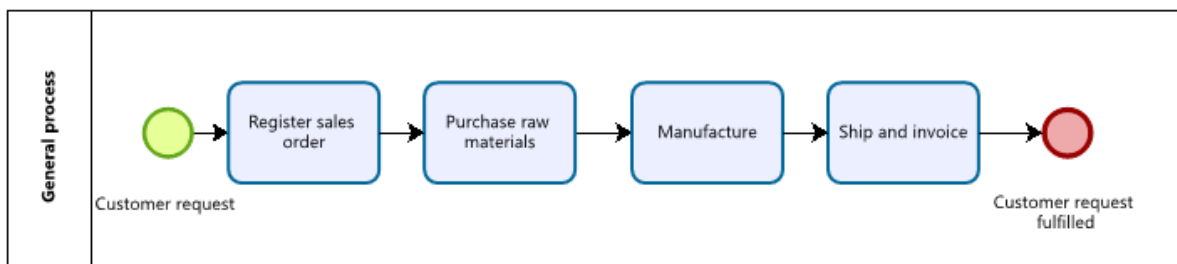 General process
Register sales
order
Purchase raw
materials
Manufacture
Ship and invoice
Customer request
Customer request
fulfilled